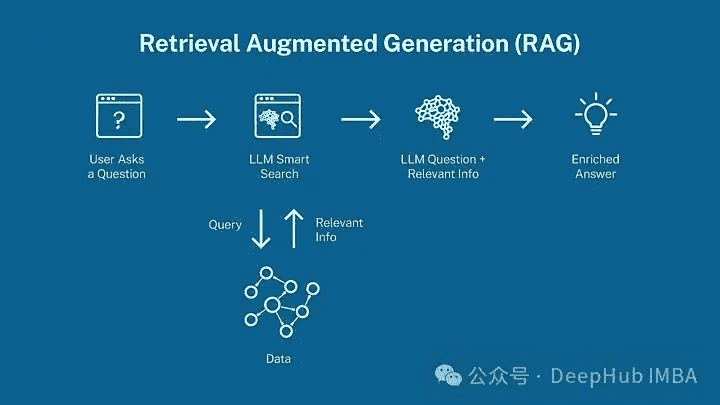 Retrieval Augmented Generation (RAG)
?
User Asks
a Question
LLM Smart
Search
LLM Question +
Relevant Info
Enriched
Answer
Query
Relevant
Info
Data
公众号 · DeepHub IMBA